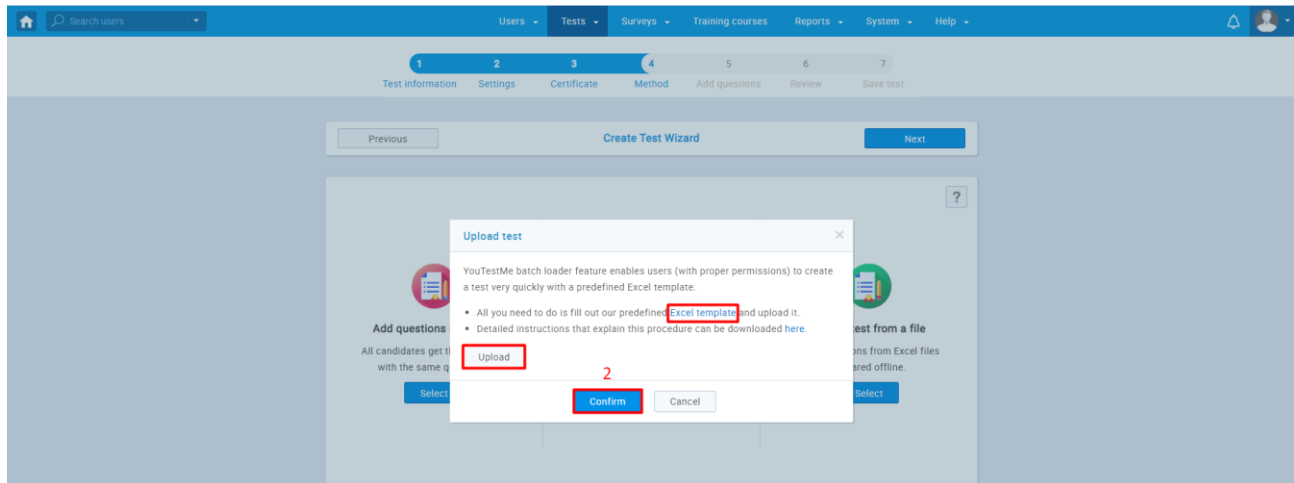 Search users
Users
Tests
Surveys
Training courses
Reports
System
Help
1
2
3
4
5
6
7
Test information
Settings
Certificate
Method
Add questions
Review
Save test
Previous
Create Test Wizard
Next
?
Upload test
YouTestMe batch loader feature enables users (with proper permissions) to create
a test very quickly with a predefined Excel template.
All you need to do is fill out our predefined Excel template and upload it.
Detailed instructions that explain this procedure can be downloaded here.
Upload
2
Confirm
Cancel
Add questions
All candidates get
with the same
Select
test from a file
from Excel files
offline.
Select